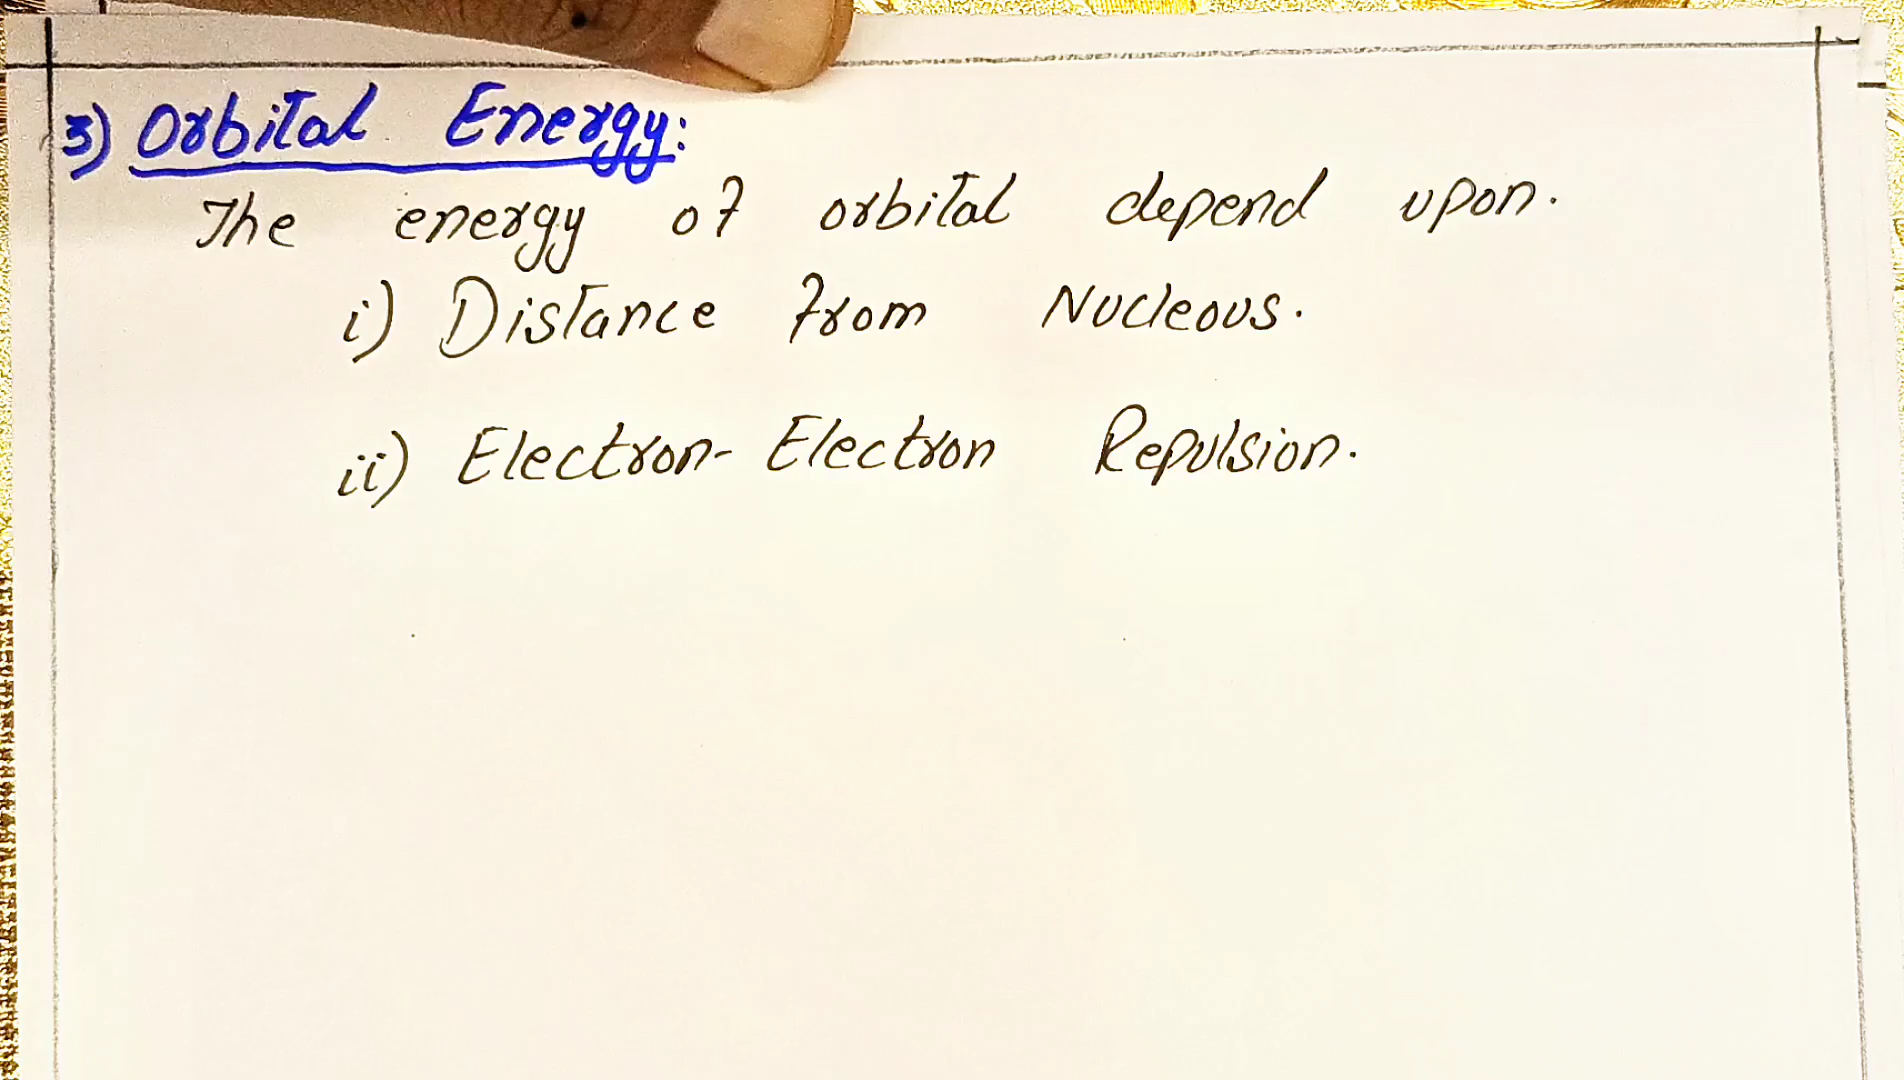 3) Orbital Energy:
The energy of orbital depend upon.
i) Distance from Nucleous.
ii) Electron-Electron Repulsion.